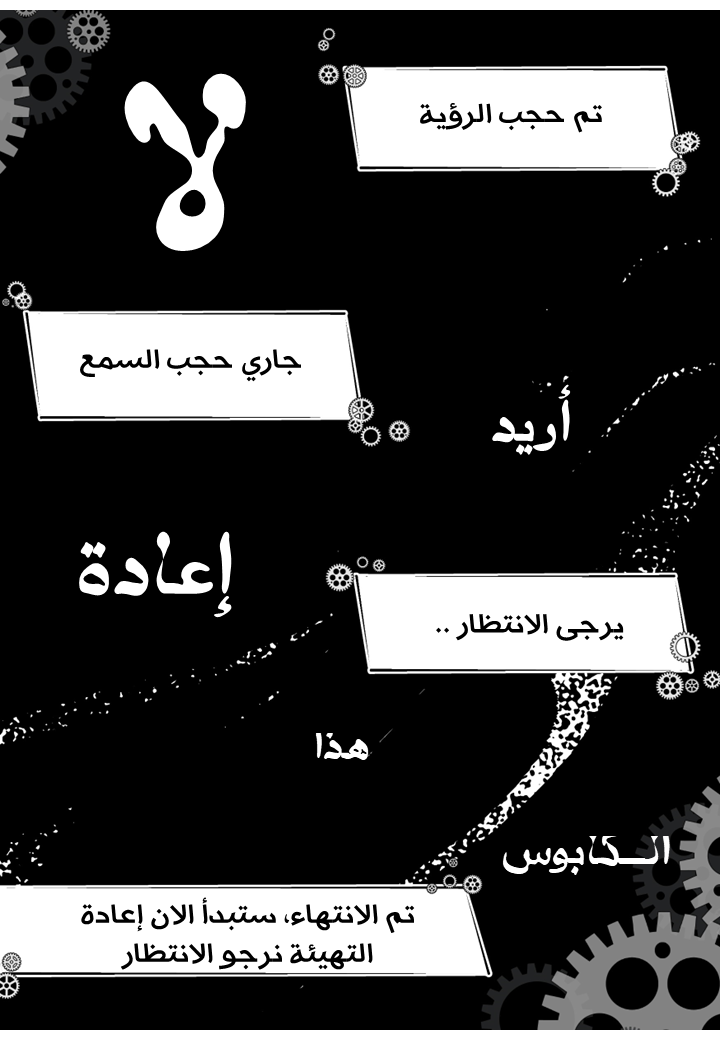 تم حجب الرؤية
لا
جاري حجب السمع
أريد
إعادة
يرجى الانتظار ..
هذا
الكابوس
تم الانتهاء، ستبدأ الان إعادة
التهيئة نرجو الانتظار